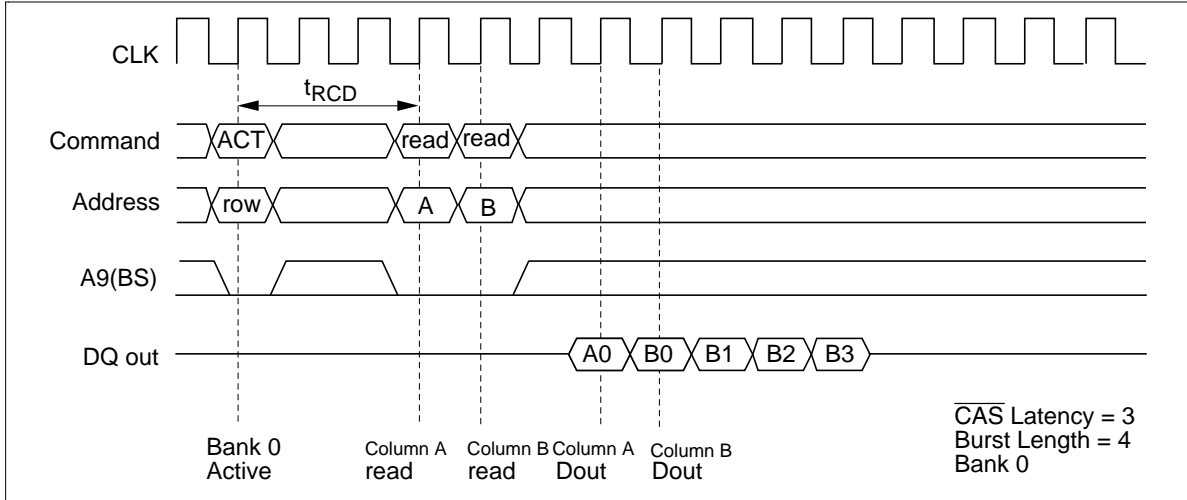 CLK
tRCD
Command ACT read read
Address row A B
A9(BS)
DQ out A0 B0 B1 B2 B3
CAS Latency = 3
Burst Length = 4
Bank 0
Bank 0 Active
Column A read
Column B read
Column A Dout
Column B Dout